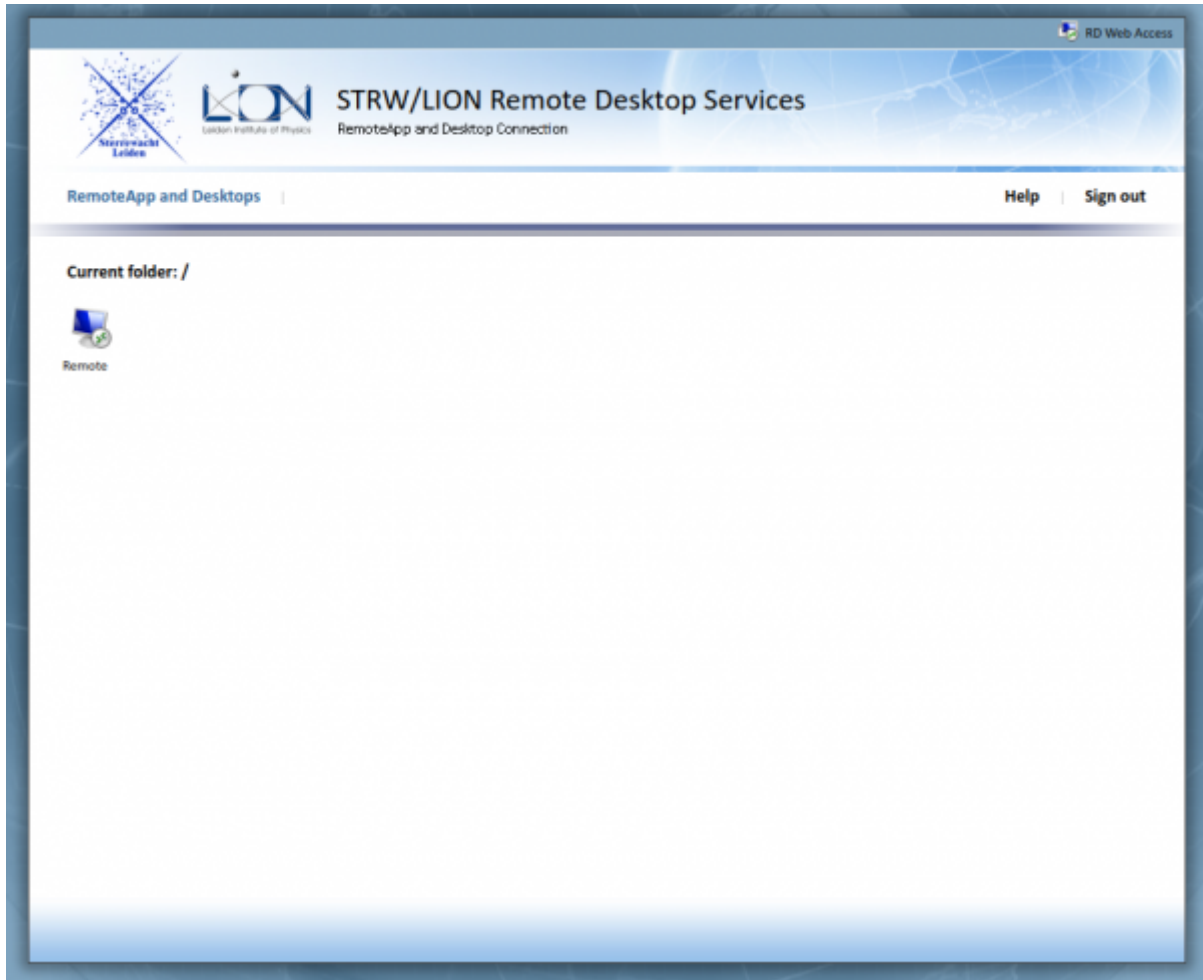 RD Web Access
Sterrewacht
Leiden
LION
Leiden Institute of Physics
STRW/LION Remote Desktop Services
RemoteApp and Desktop Connection
RemoteApp and Desktops
Help
Sign out
Current folder: /
Remote